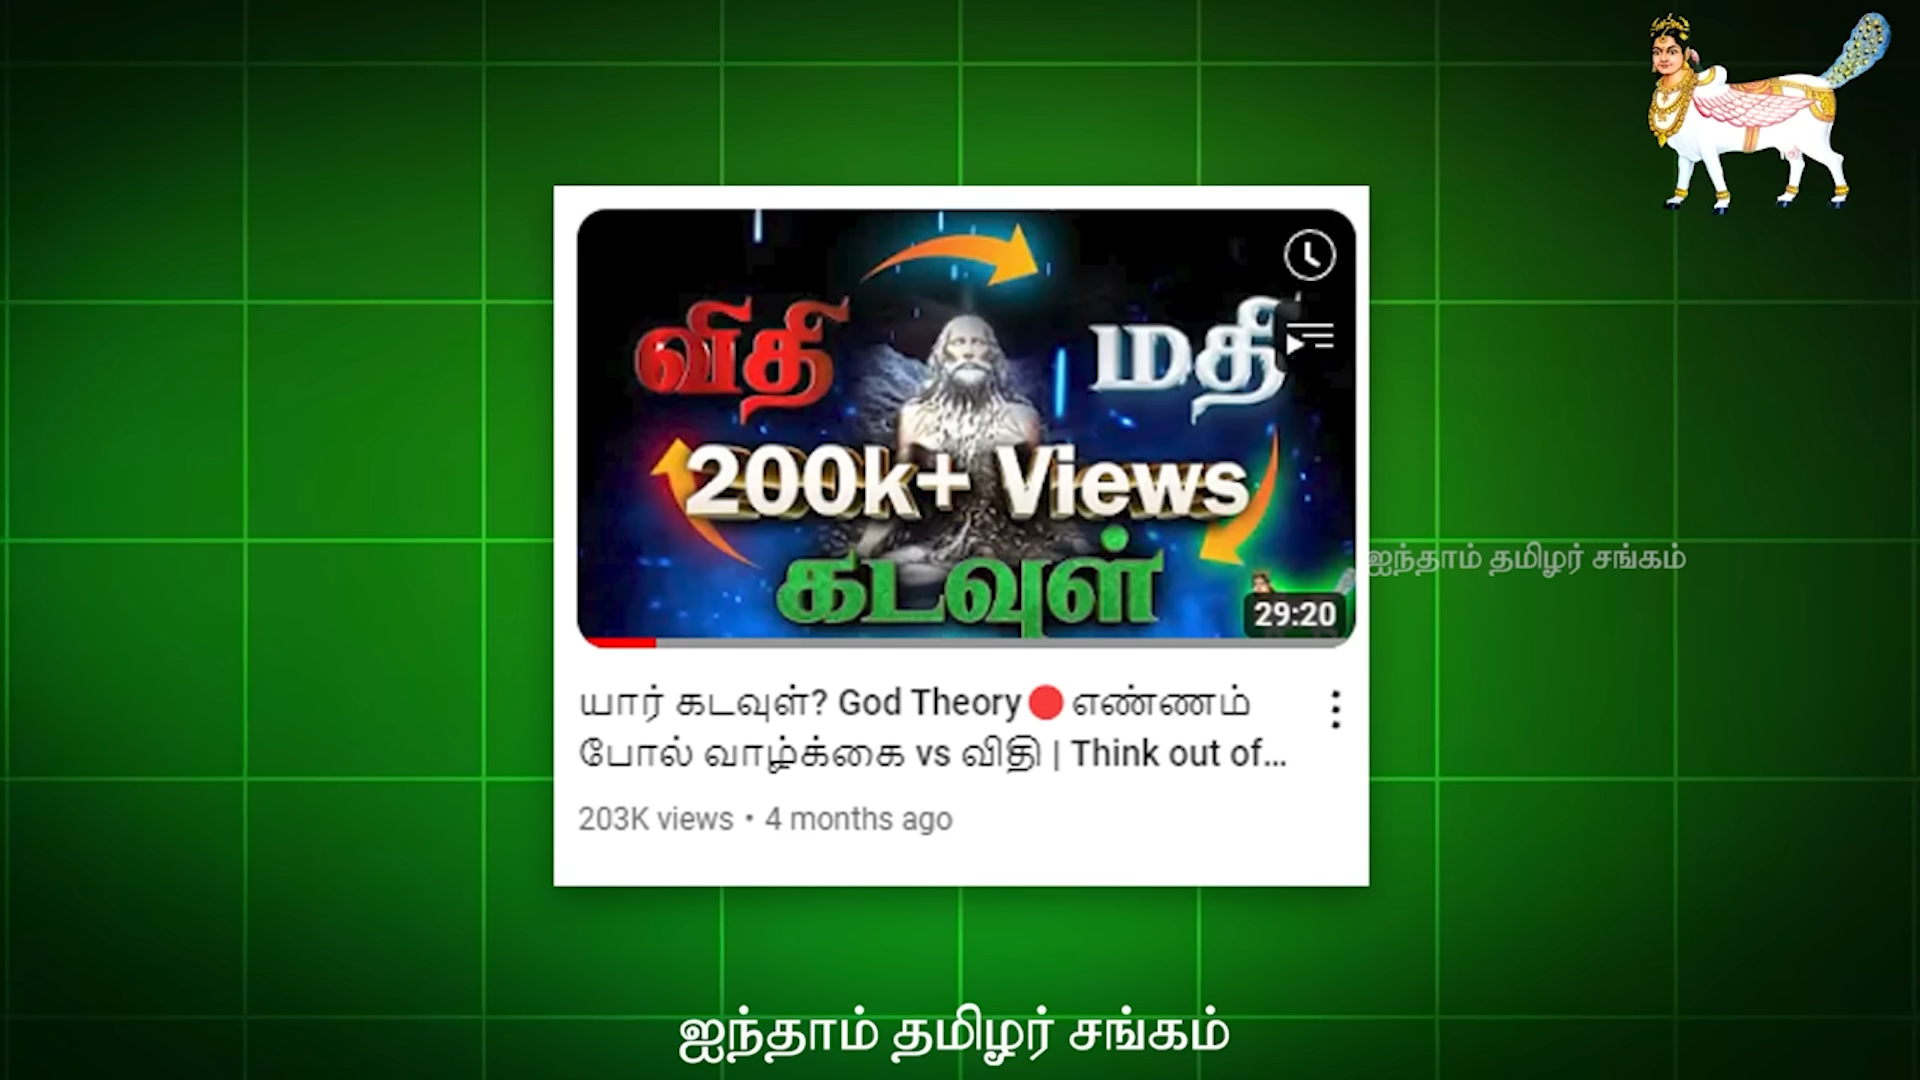 விதி
மதி
200k+ Views
கடவுள்
29:20
ஐந்தாம் தமிழர் சங்கம்
யார் கடவுள்? God Theory🔴எண்ணம்
போல் வாழ்க்கை vs விதி | Think out of...
203K views • 4 months ago
ஐந்தாம் தமிழர் சங்கம்